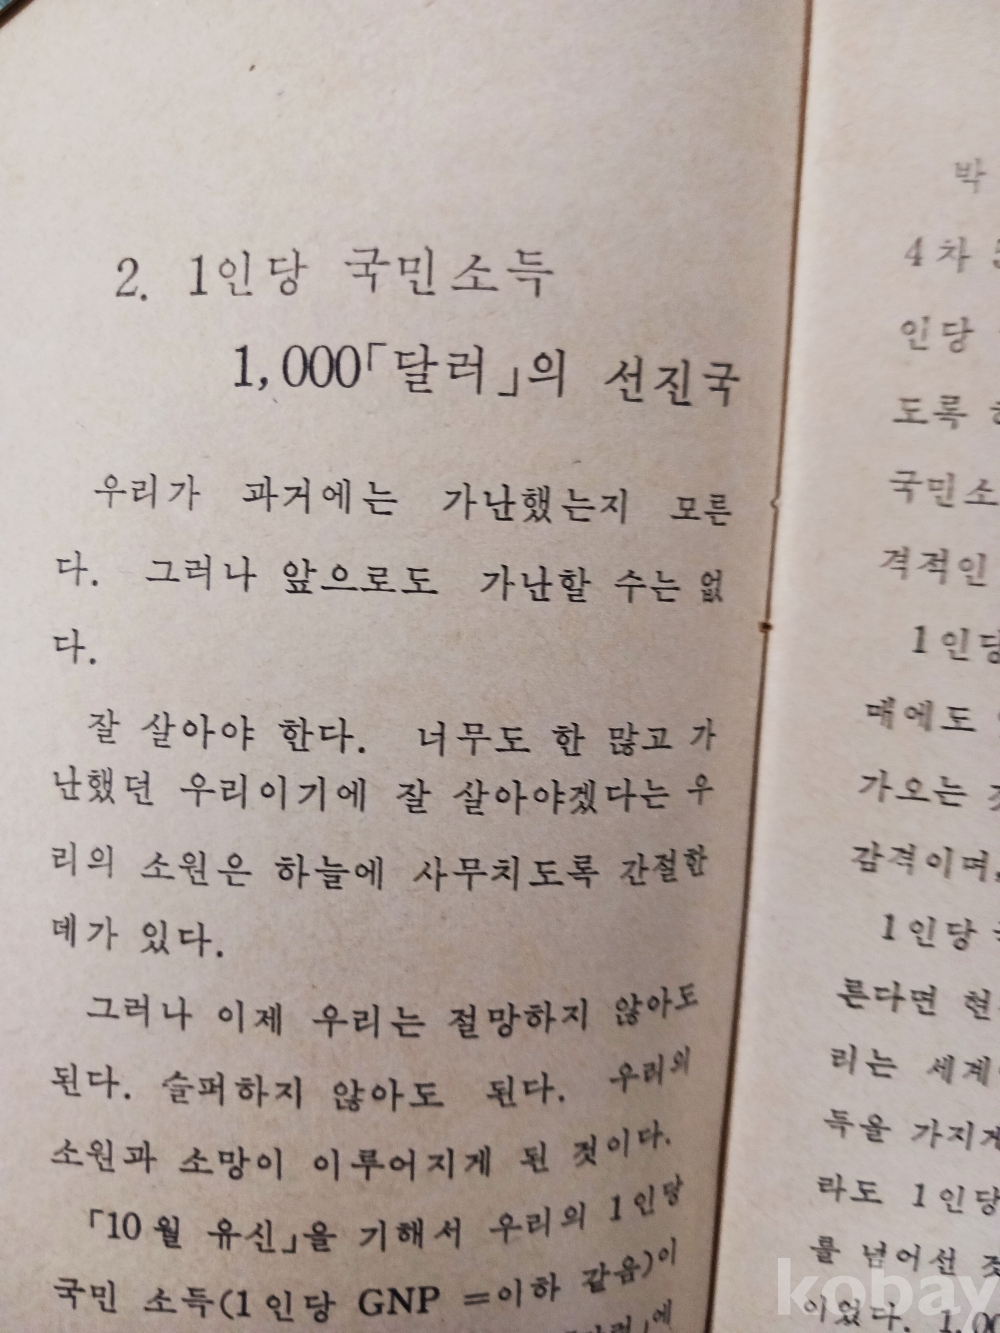 2. 1인당 국민소득
1,000「달러」의 선진국
우리가 과거에는 가난했는지 모른
다. 그러나 앞으로도 가난할 수는 없
다.
잘 살아야 한다. 너무도 한 많고 가
난했던 우리이기에 잘 살아야겠다는 우
리의 소원은 하늘에 사무치도록 간절한
데가 있다.
그러나 이제 우리는 절망하지 않아도
된다. 슬퍼하지 않아도 된다. 우리의
소원과 소망이 이루어지게 된 것이다.
「10월 유신」을 기해서 우리의 1인당
국민 소득(1인당 GNP =이하 같음)이
박
4차
인당
도록
국민소
격적인
1인당
때에도
가오는
감격이며,
1인당
른다면 현
리는 세계
득을 가지게
라도 1인당
를 넘어선 것
이었다. 1,00
kobay